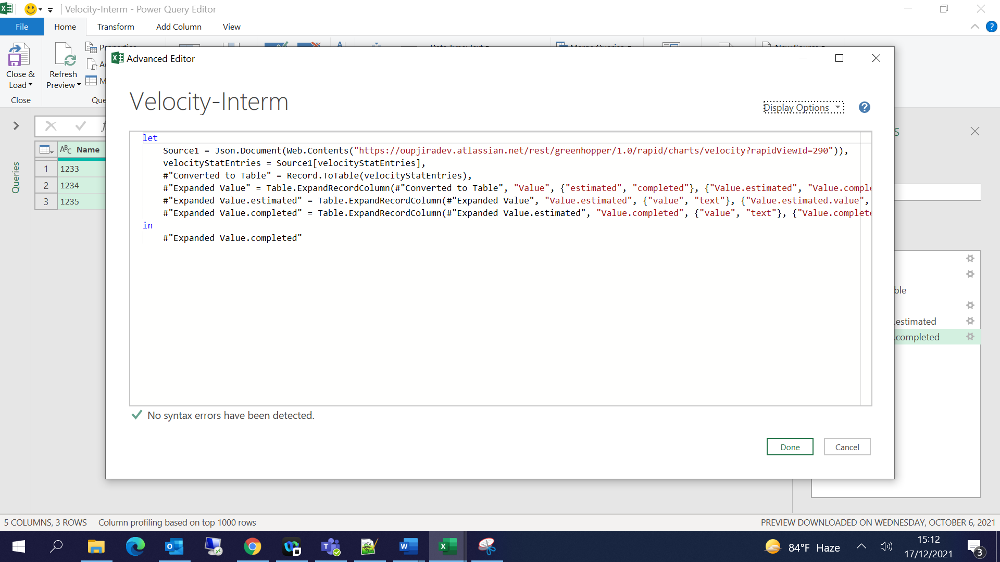 Velocity-Interm - Power Query Editor
File Home Transform Add Column View
Close & Load
Refresh Preview
Close
Advanced Editor
Velocity-Interm
Display Options
let
Source1 = Json.Document(Web.Contents("https://oupjiradev.atlassian.net/rest/greenhopper/1.0/rapid/charts/velocity?rapidViewId=290")),
velocityStatEntries = Source1[velocityStatEntries],
#"Converted to Table" = Record.ToTable(velocityStatEntries),
#"Expanded Value" = Table.ExpandRecordColumn(#"Converted to Table", "Value", {"estimated", "completed"}, {"Value.estimated", "Value.comple
#"Expanded Value.estimated" = Table.ExpandRecordColumn(#"Expanded Value", "Value.estimated", {"value", "text"}, {"Value.estimated.value",
#"Expanded Value.completed" = Table.ExpandRecordColumn(#"Expanded Value.estimated", "Value.completed", {"value", "text"}, {"Value.complete
in
#"Expanded Value.completed"
No syntax errors have been detected.
Done Cancel
Queries
ABC Name
1 1233
2 1234
3 1235
ble
.estimated
.completed
5 COLUMNS, 3 ROWS Column profiling based on top 1000 rows
PREVIEW DOWNLOADED ON WEDNESDAY, OCTOBER 6, 2021
84°F Haze
15:12
17/12/2021
3